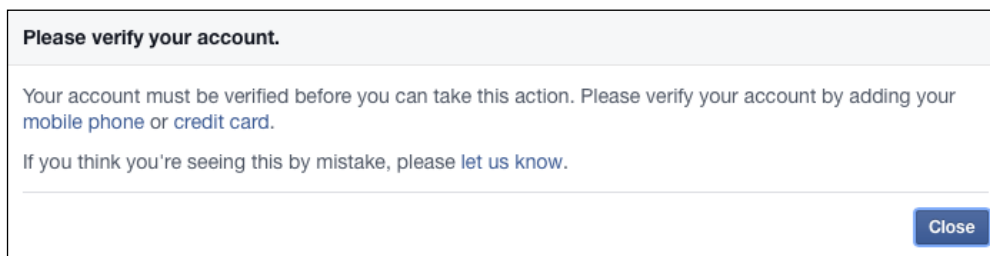 Please verify your account.
Your account must be verified before you can take this action. Please verify your account by adding your
mobile phone or credit card.
If you think you're seeing this by mistake, please let us know.
Close